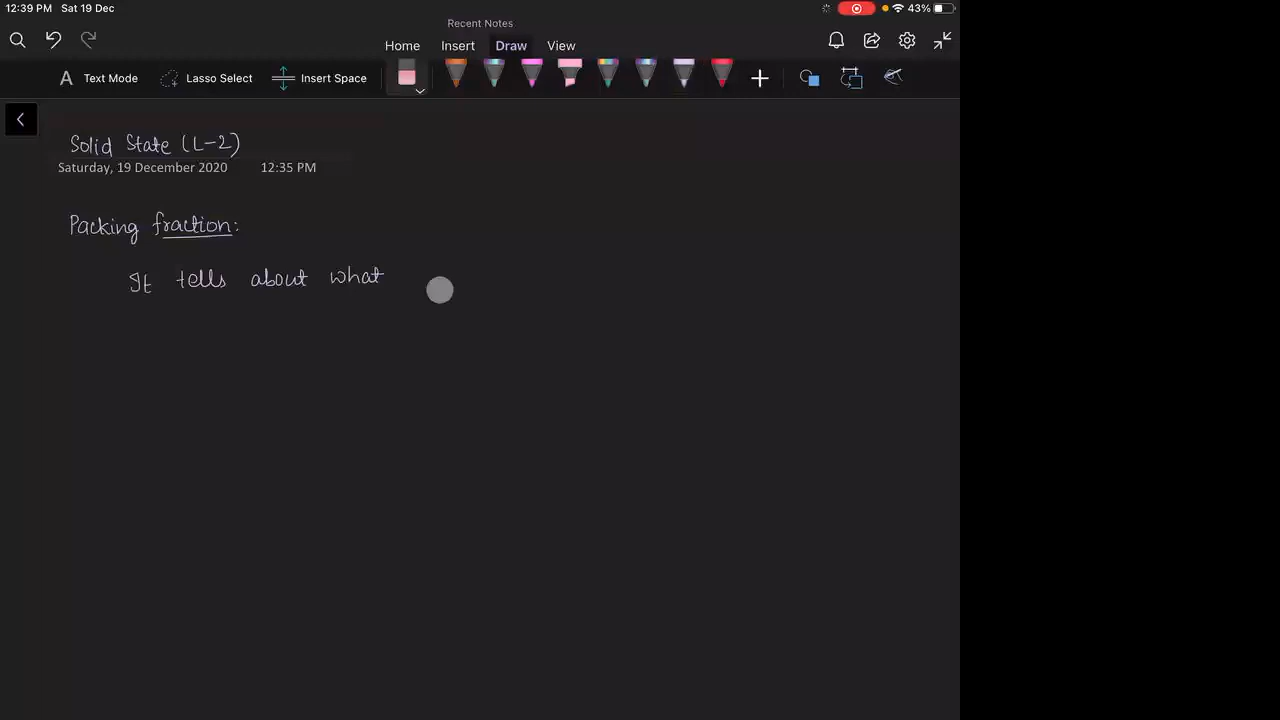 12:39 PM Sat 19 Dec 43%
Recent Notes
Home Insert Draw View
Text Mode Lasso Select Insert Space
Solid State (L-2)
Saturday, 19 December 2020 12:35 PM
Packing fraction:
It tells about what